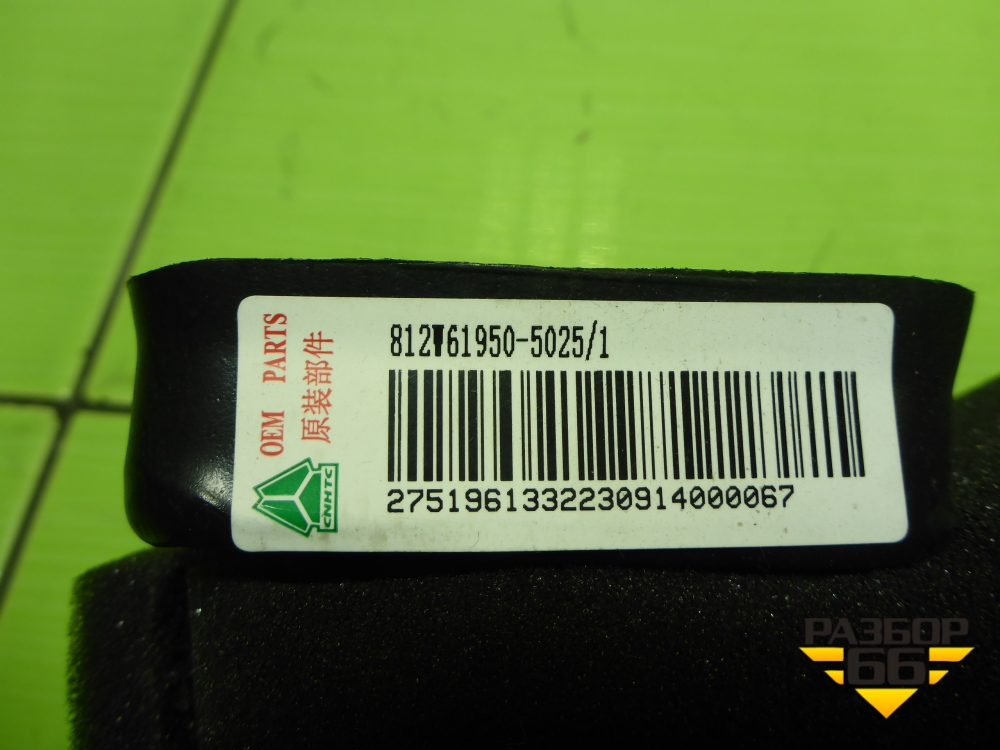 812W61950-5025/1
2751961332230914000067
OEM PARTS
原装部件
CNHTC
РАЗБОР
66